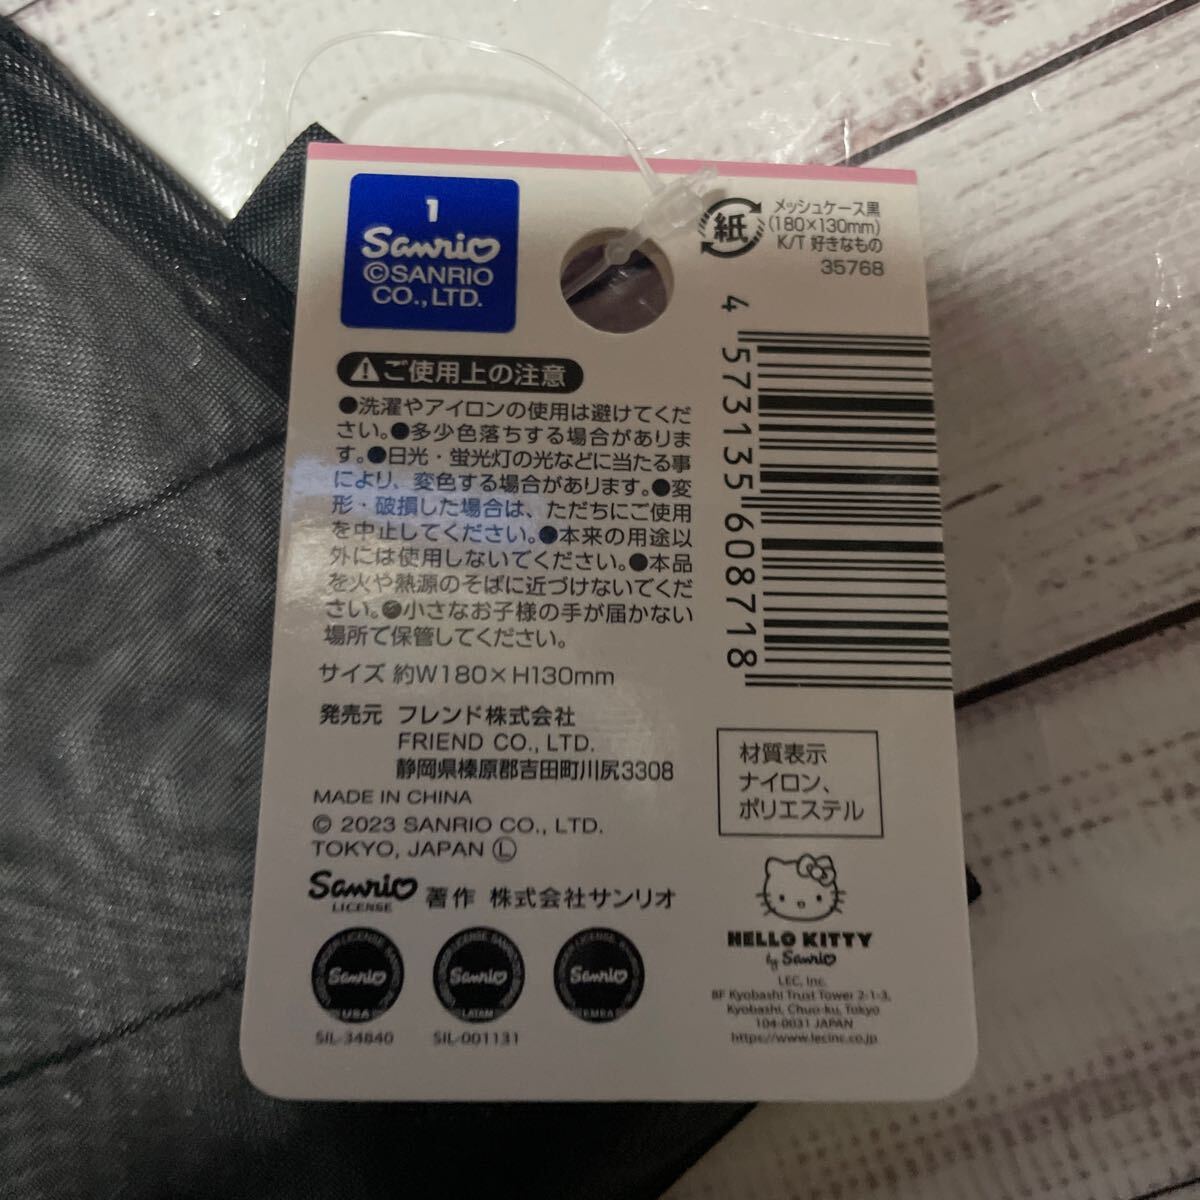 1
Sanrio
©SANRIO
CO.,LTD.
紙
メッシュケース黒
(180×130mm)
K/T 好きなもの
35768
4 573135 608718
ご使用上の注意
●洗濯やアイロンの使用は避けてくだ
さい。●多少色落ちする場合がありま
す。●日光・蛍光灯の光などに当たる事
により、変色する場合があります。●変
形・破損した場合は、ただちにご使用
を中止してください。●本来の用途以
外には使用しないでください。●本品
を火や熱源のそばに近づけないでくだ
さい。●小さなお子様の手が届かない
場所で保管してください。
サイズ 約W180×H130mm
発売元 フレンド株式会社
FRIEND CO., LTD.
静岡県榛原郡吉田町川尻3308
MADE IN CHINA
© 2023 SANRIO CO., LTD.
TOKYO, JAPAN Ⓛ
Sanrio
LICENSE
著作 株式会社サンリオ
Sanrio
USA
SIL-34840
Sanrio
LATAM
SIL-001131
Sanrio
EMEA
材質表示
ナイロン、
ポリエステル
HELLO KITTY
by Sanrio
LEC, Inc.
8F Kyobashi Trust Tower 2-1-3,
Kyobashi, Chuo-ku, Tokyo
104-0031 JAPAN
https://www.lecinc.co.jp